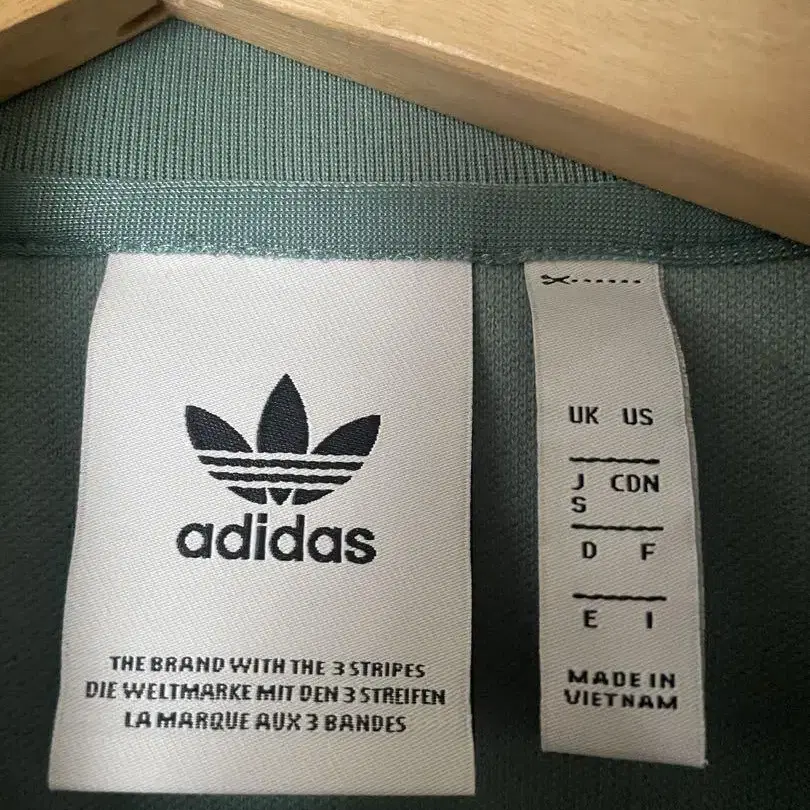 adidas
THE BRAND WITH THE 3 STRIPES
DIE WELTMARKE MIT DEN 3 STREIFEN
LA MARQUE AUX 3 BANDES
UK US
J CDN
S
D F
E I
MADE IN
VIETNAM